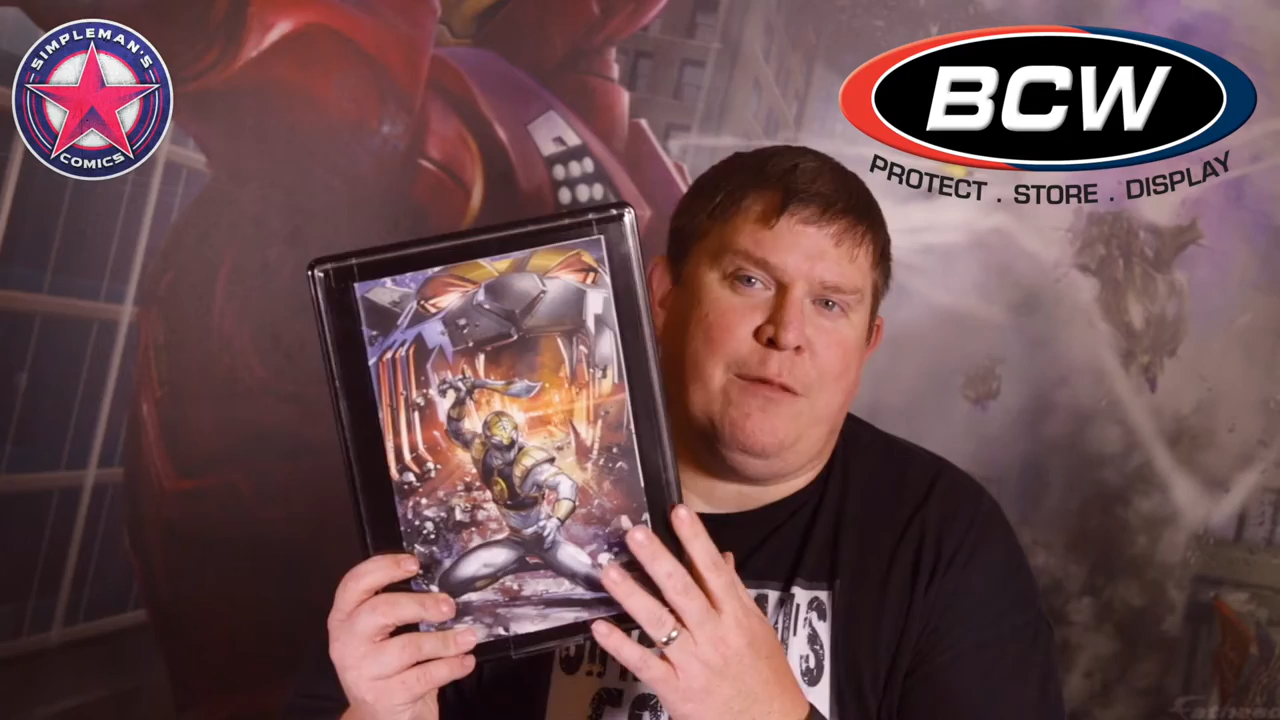 SIMPLEMAN'S
COMICS
BCW
PROTECT . STORE . DISPLAY